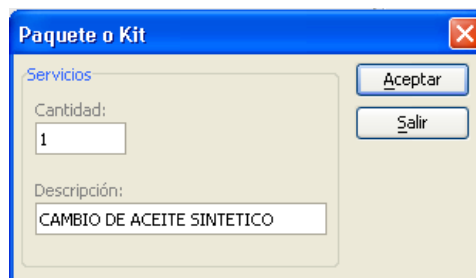 Paquete o Kit
Servicios
Cantidad:
1
Descripción:
CAMBIO DE ACEITE SINTETICO
Aceptar
Salir